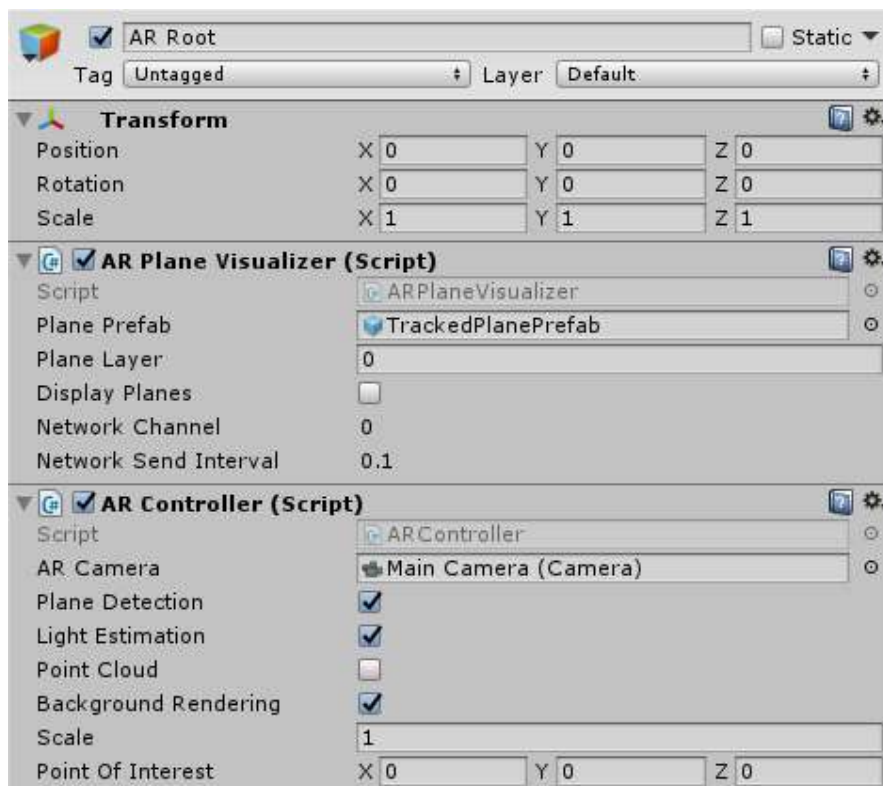 AR Root Static
Tag Untagged Layer Default
Transform
Position X 0 Y 0 Z 0
Rotation X 0 Y 0 Z 0
Scale X 1 Y 1 Z 1
AR Plane Visualizer (Script)
Script ARPlaneVisualizer
Plane Prefab TrackedPlanePrefab
Plane Layer 0
Display Planes
Network Channel 0
Network Send Interval 0.1
AR Controller (Script)
Script ARController
AR Camera Main Camera (Camera)
Plane Detection
Light Estimation
Point Cloud
Background Rendering
Scale 1
Point Of Interest X 0 Y 0 Z 0